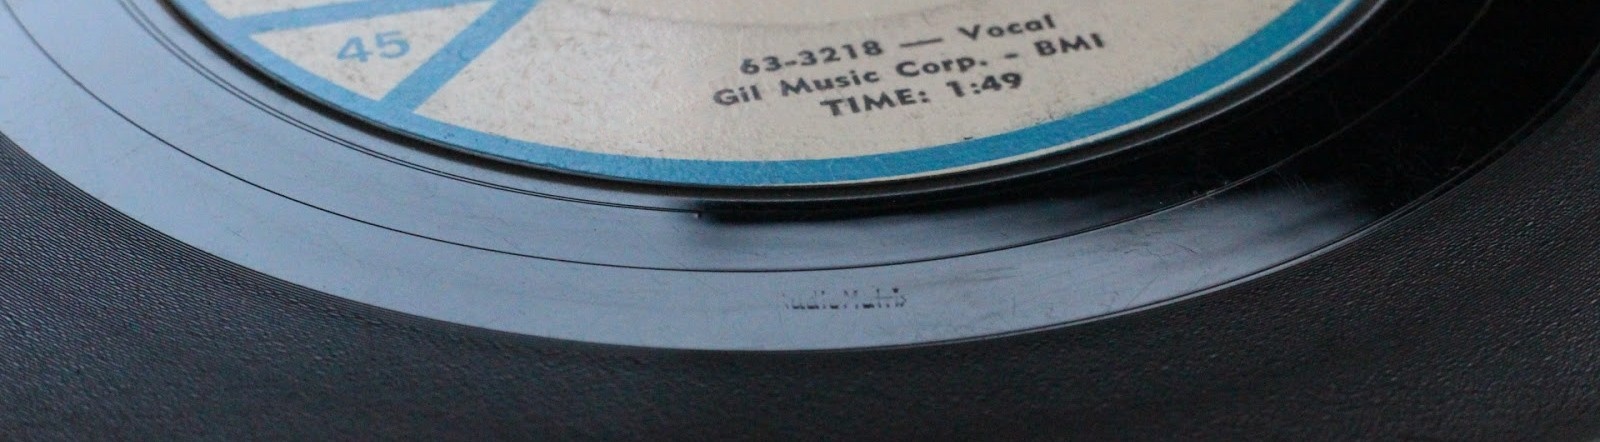 45
63-3218 — Vocal
Gil Music Corp. - BMI
TIME: 1:49